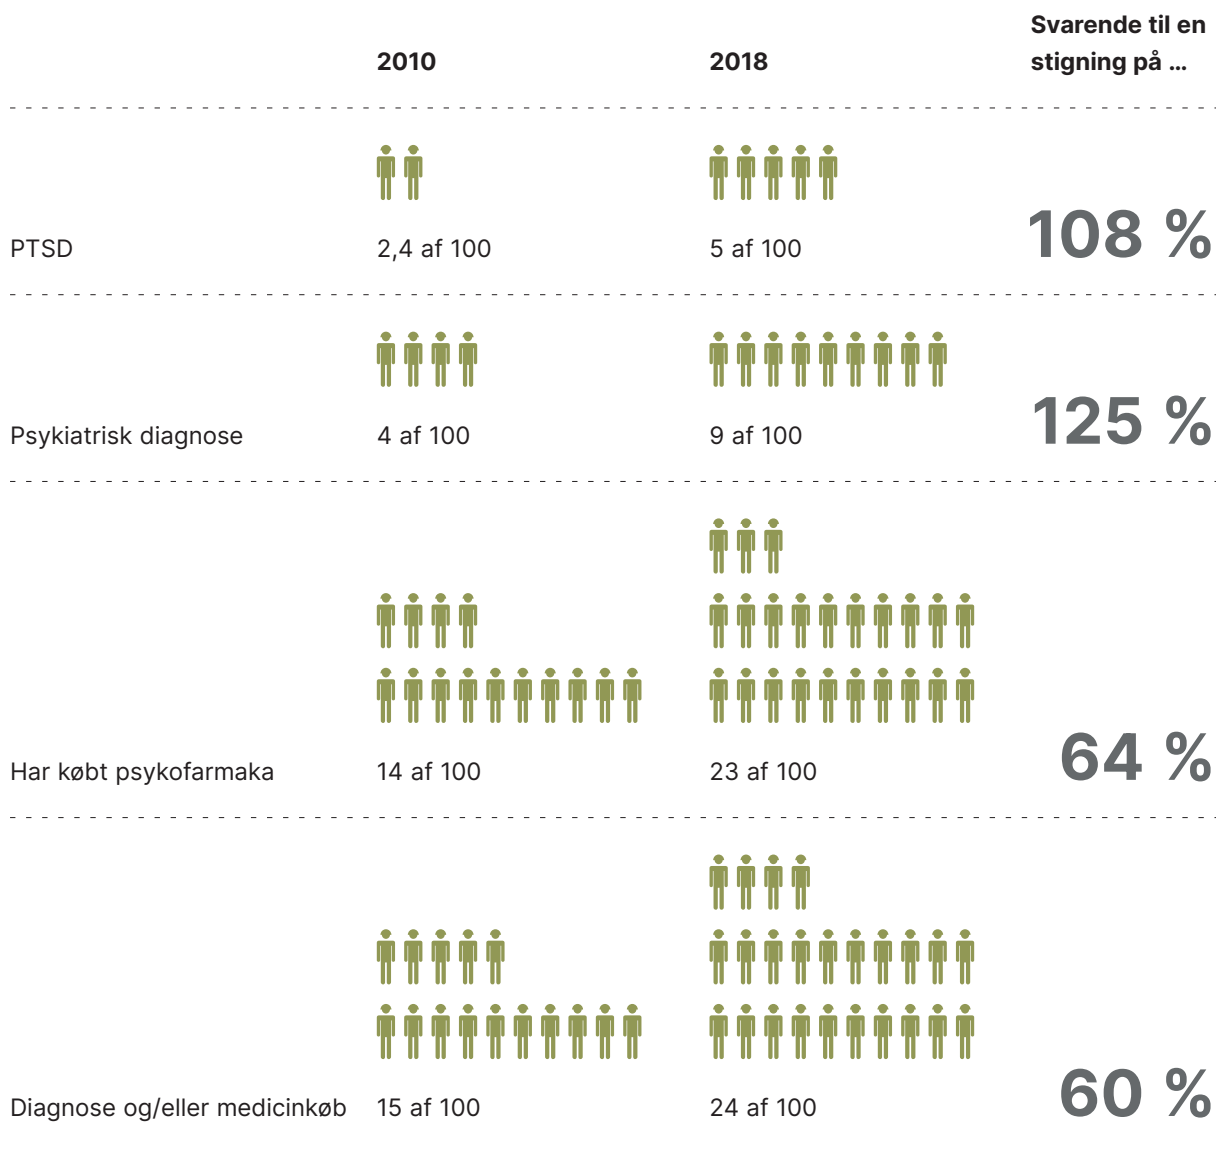 Svarende til en
stigning på ...
2010
2018
PTSD
2,4 af 100
5 af 100
108 %
Psykiatrisk diagnose
4 af 100
9 af 100
125 %
Har købt psykofarmaka
14 af 100
23 af 100
64 %
Diagnose og/eller medicinkøb
15 af 100
24 af 100
60 %